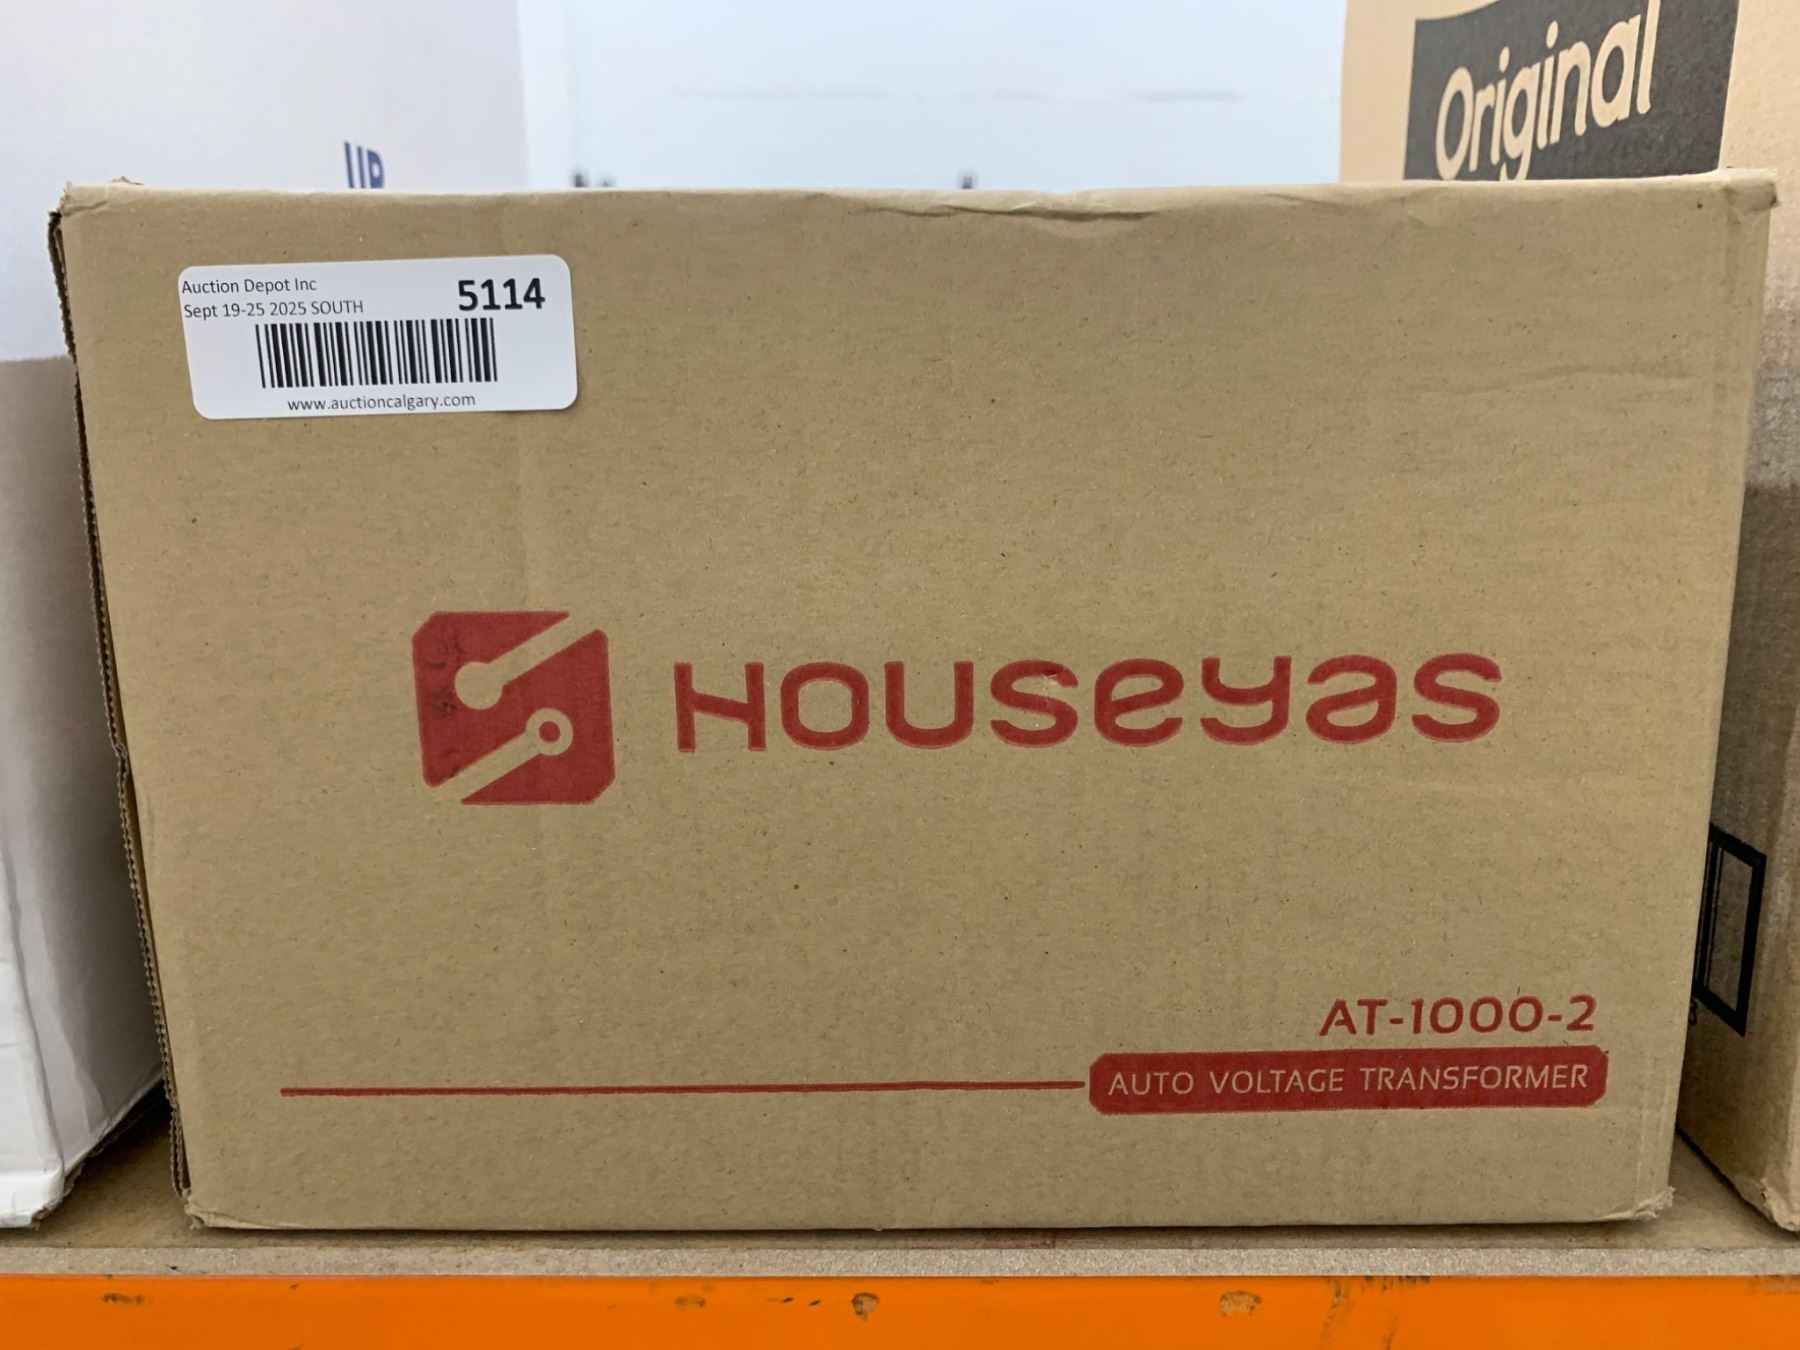 UP
Original
Auction Depot Inc
Sept 19-25 2025 SOUTH
5114
www.auctioncalgary.com
HOUSEYAS
AT-1000-2
AUTO VOLTAGE TRANSFORMER